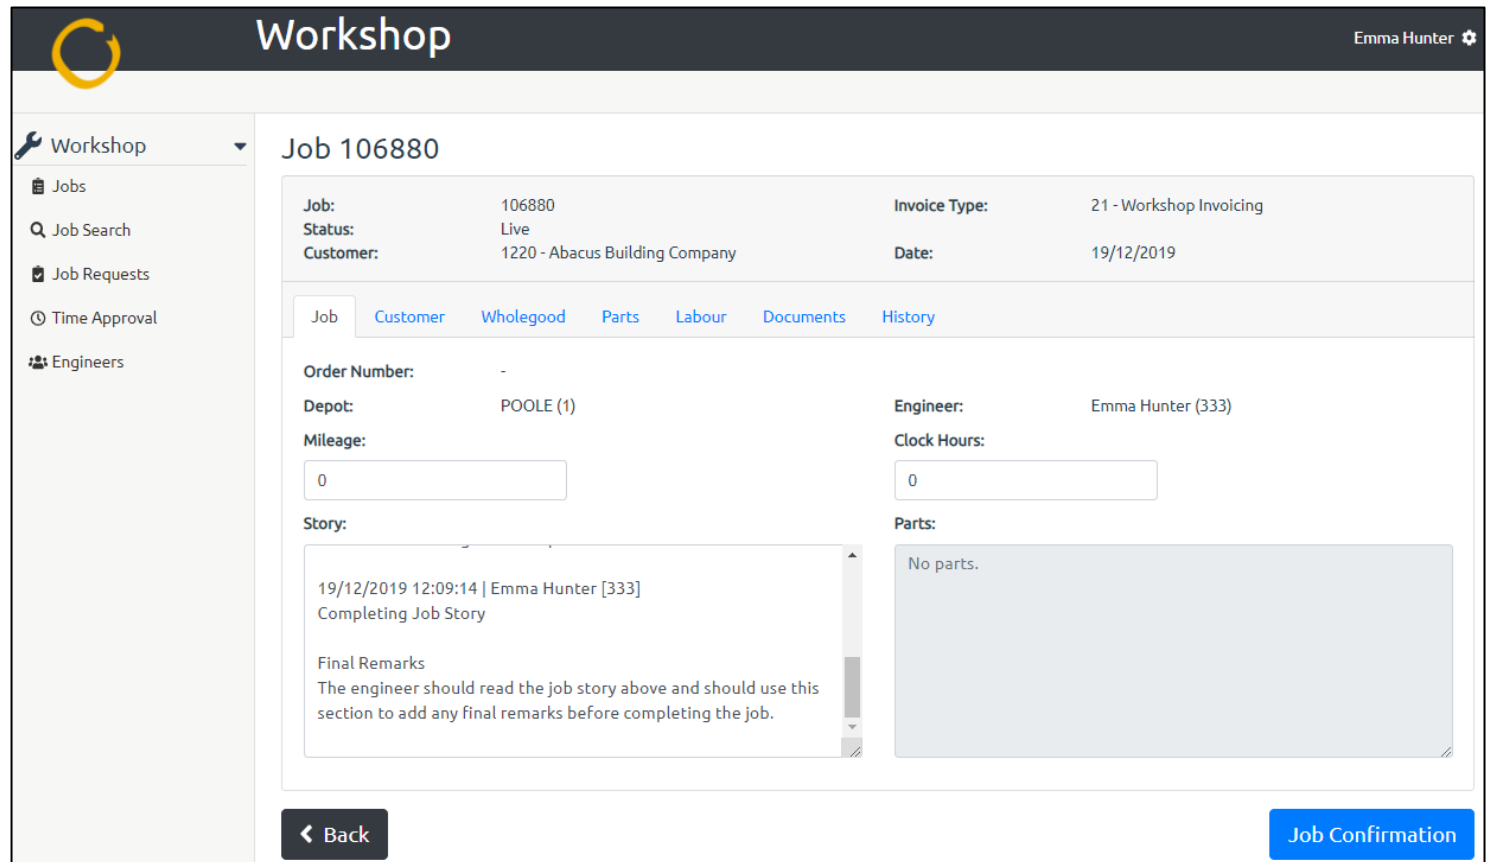 Workshop
Emma Hunter
Workshop
Jobs
Job Search
Job Requests
Time Approval
Engineers
Job 106880
Job: 106880 Invoice Type: 21 - Workshop Invoicing
Status: Live
Customer: 1220 - Abacus Building Company Date: 19/12/2019
Job Customer Wholegood Parts Labour Documents History
Order Number: -
Depot: POOLE (1) Engineer: Emma Hunter (333)
Mileage: Clock Hours:
0 0
Story: Parts:
No parts.
19/12/2019 12:09:14 | Emma Hunter [333]
Completing Job Story
Final Remarks
The engineer should read the job story above and should use this
section to add any final remarks before completing the job.
Back Job Confirmation